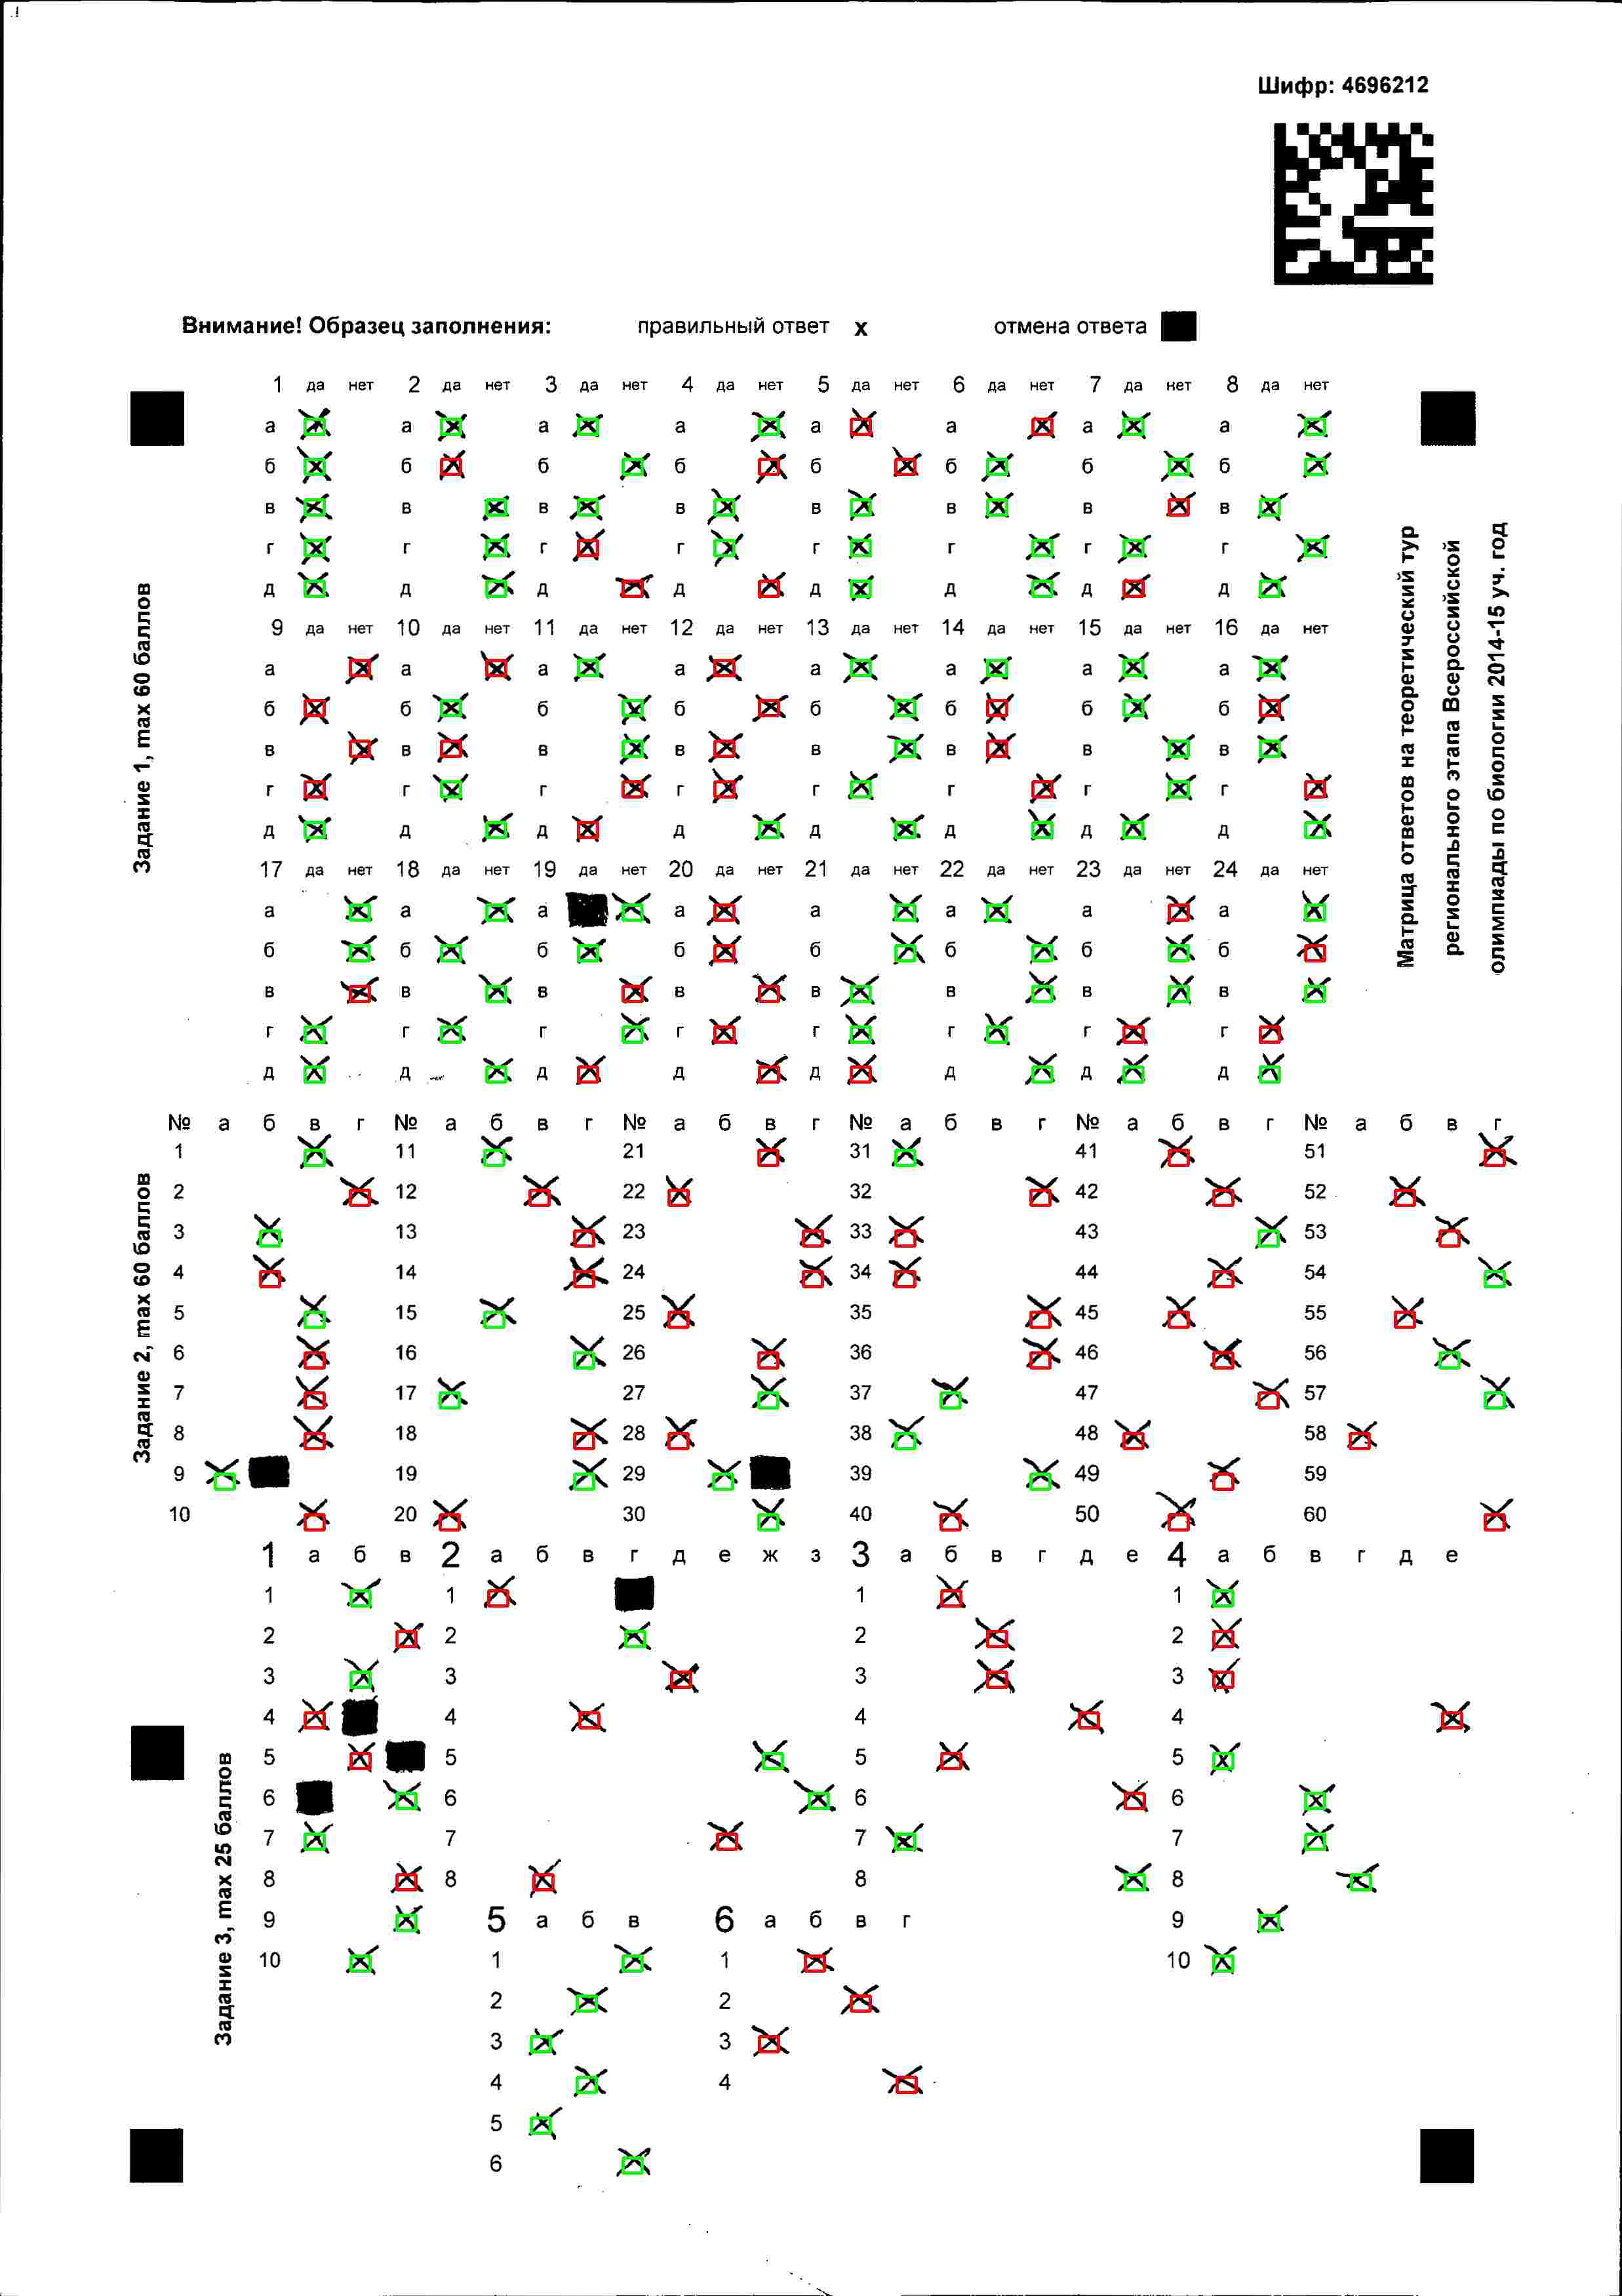 Шифр: 4696212
Внимание! Образец заполнения: правильный ответ х отмена ответа
1 да нет 2 да нет 3 да нет 4 да нет 5 да нет 6 да нет 7 да нет 8 да нет
а а а а а а а а
б б б б б б б б
в в в в в в в в
г г г г г г г г
д д д д д д д д
9 да нет 10 да нет 11 да нет 12 да нет 13 да нет 14 да нет 15 да нет 16 да нет
а а а а а а а а
б б б б б б б б
в в в в в в в в
г г г г г г г г
д д д д д д д д
17 да нет 18 да нет 19 да нет 20 да нет 21 да нет 22 да нет 23 да нет 24 да нет
а а а а а а а а
б б б б б б б б
в в в в в в в в
г г г г г г г г
д д д д д д д д
Задание 1, max 60 баллов
Матрица ответов на теоретический тур
регионального этапа Всероссийской
олимпиады по биологии 2014-15 уч. год
№ а б в г № а б в г № а б в г № а б в г № а б в г № а б в г
1 11 21 31 41 51
2 12 22 32 42 52
3 13 23 33 43 53
4 14 24 34 44 54
5 15 25 35 45 55
6 16 26 36 46 56
7 17 27 37 47 57
8 18 28 38 48 58
9 19 29 39 49 59
10 20 30 40 50 60
Задание 2, max 60 баллов
1 а б в 2 а б в г д е ж з 3 а б в г д е 4 а б в г д е
1 1 1 1
2 2 2 2
3 3 3 3
4 4 4 4
5 5 5 5
6 6 6 6
7 7 7 7
8 8 8 8
9 5 а б в 6 а б в г 9
10 1 1 10
2 2
3 3
4 4
5
6
Задание 3, max 25 баллов